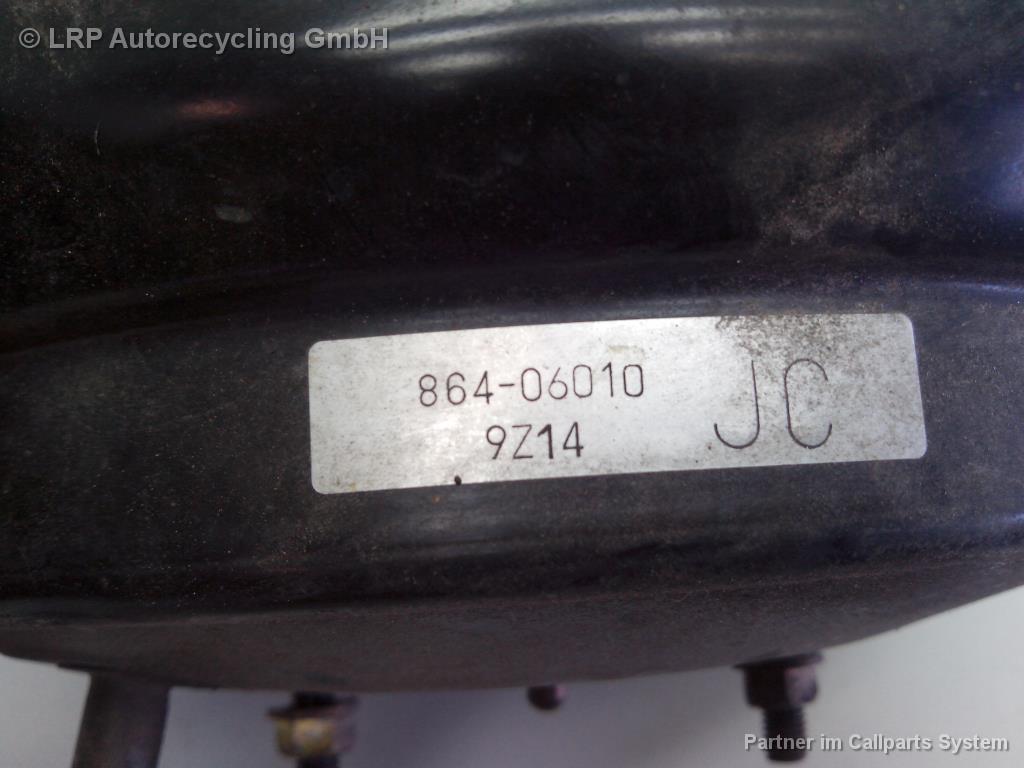 © LRP Autorecycling GmbH
864-06010 JC
9Z14
Partner im Callparts System